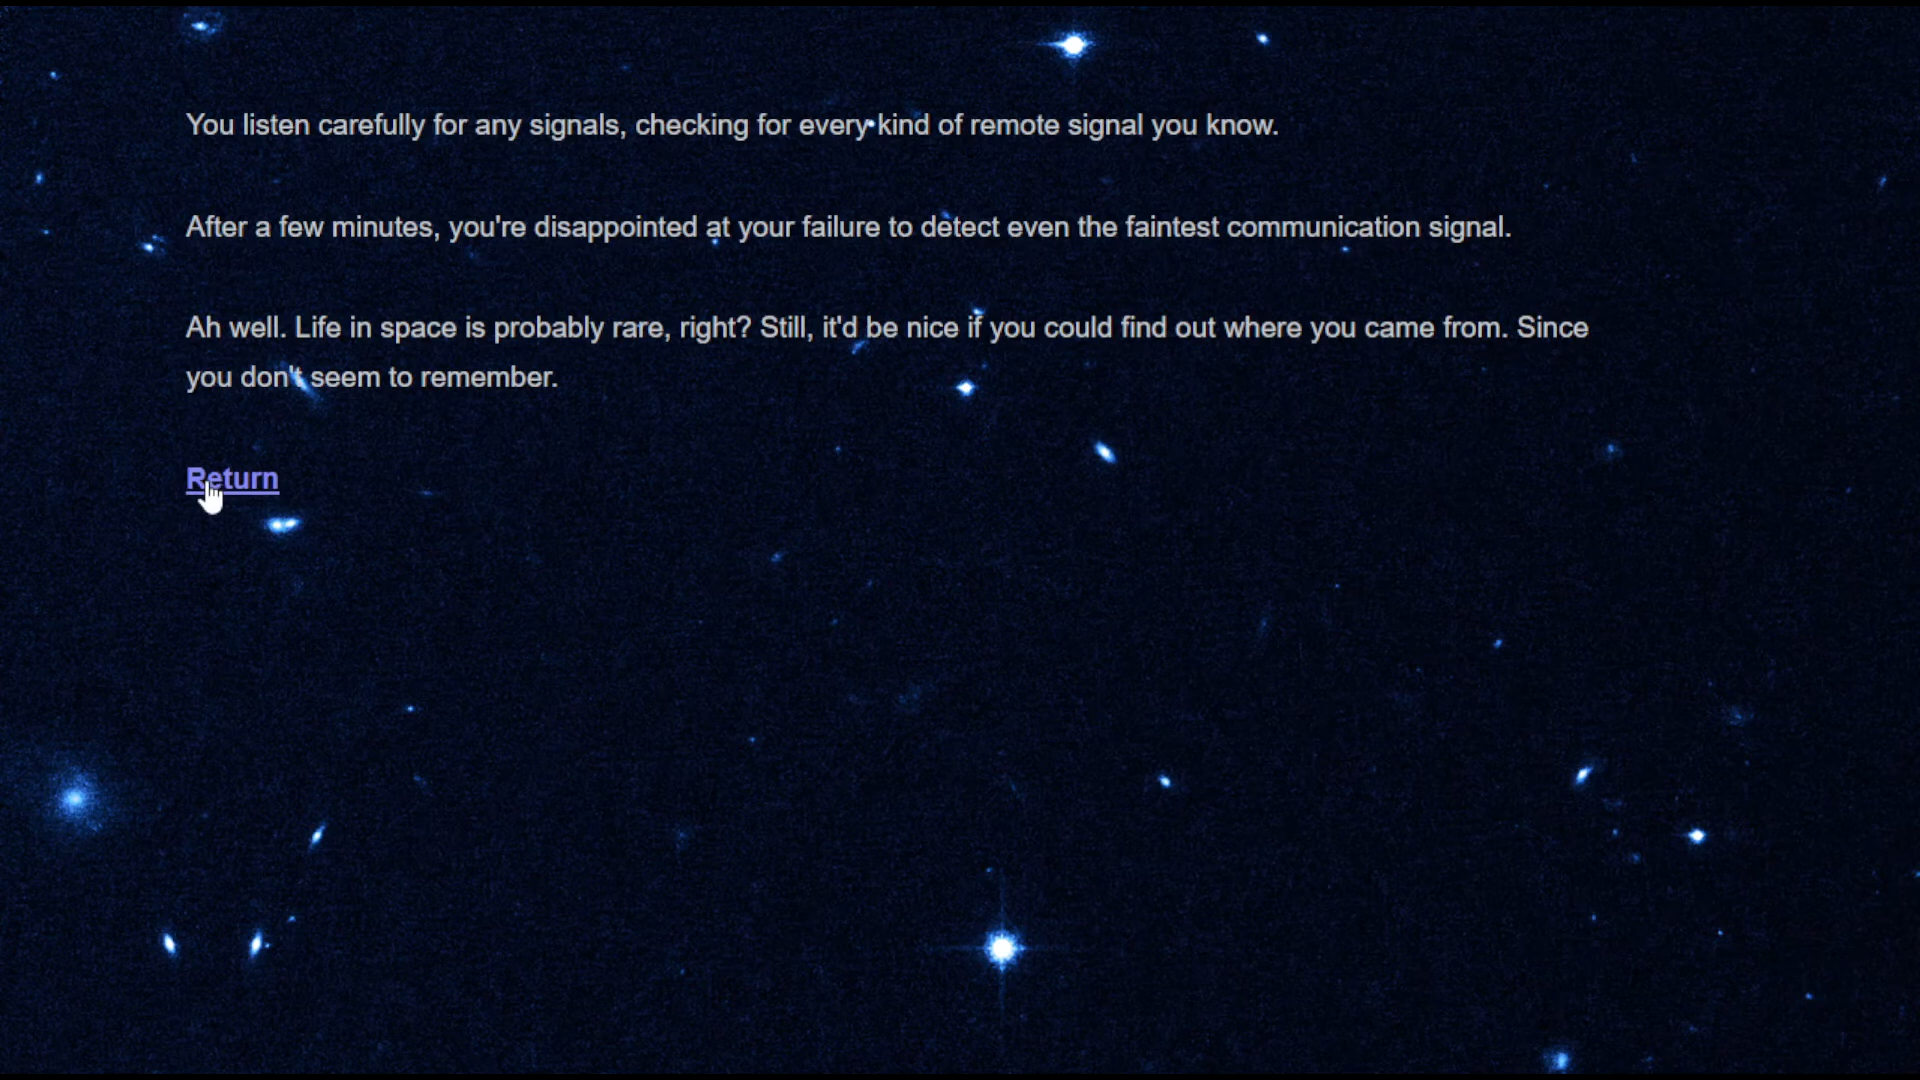 You listen carefully for any signals, checking for every kind of remote signal you know.
After a few minutes, you're disappointed at your failure to detect even the faintest communication signal.
Ah well. Life in space is probably rare, right? Still, it'd be nice if you could find out where you came from. Since
you don't seem to remember.
Return